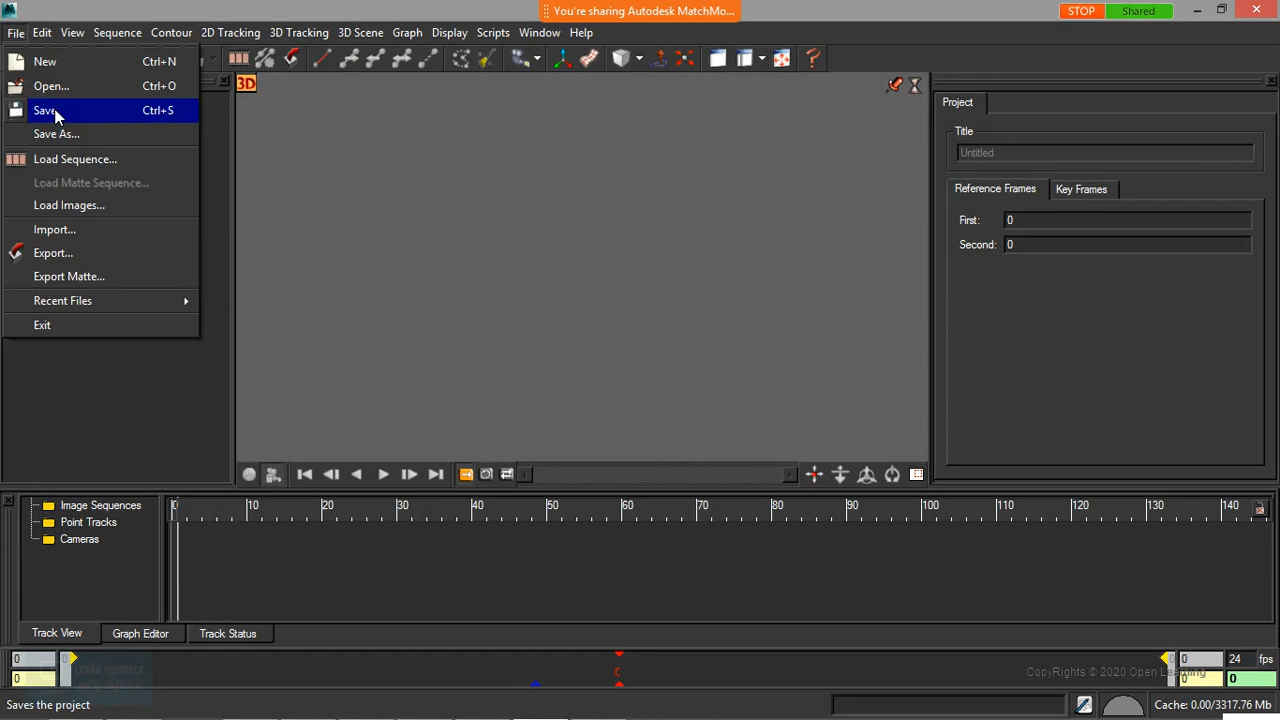 You're sharing Autodesk MatchMo...
STOP
Shared
File
Edit
View
Sequence
Contour
2D Tracking
3D Tracking
3D Scene
Graph
Display
Scripts
Window
Help
New Ctrl+N
Open... Ctrl+O
Save Ctrl+S
Save As...
Load Sequence...
Load Matte Sequence...
Load Images...
Import...
Export...
Export Matte...
Recent Files
Exit
3D
Project
Title
Untitled
Reference Frames
Key Frames
First: 0
Second: 0
Image Sequences
Point Tracks
Cameras
0 10 20 30 40 50 60 70 80 90 100 110 120 130 140
Track View
Graph Editor
Track Status
0 0 C 0 0 24 fps
0 0 0
LEARN YOURSELF
CopyRights © 2020 Open Learning
Saves the project
Cache: 0.00/3317.76 Mb